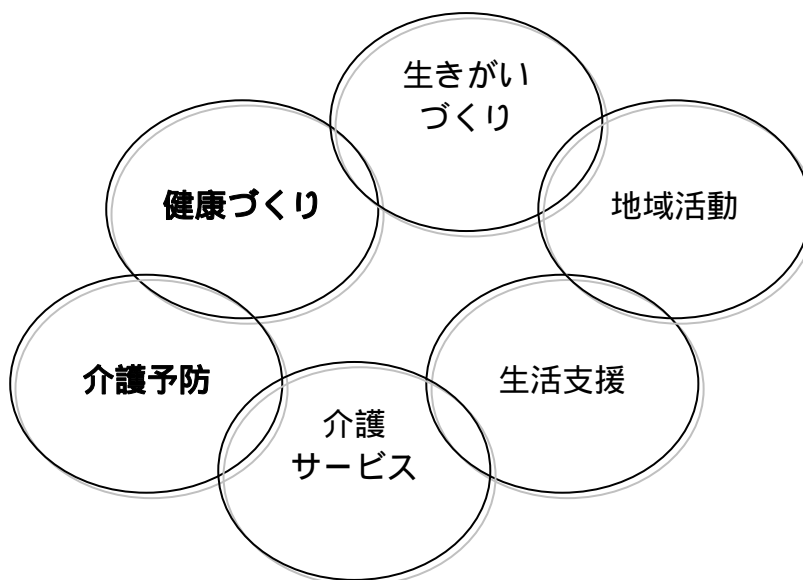 生きがい
づくり
健康づくり
地域活動
介護予防
生活支援
介護
サービス